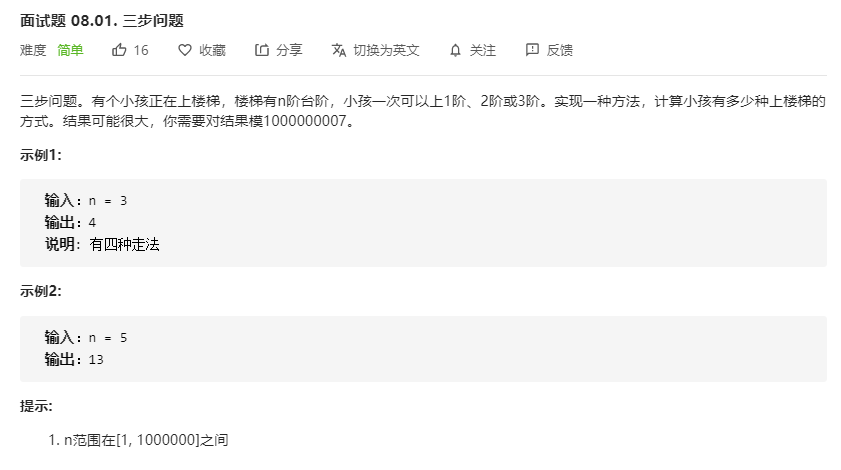 面试题 08.01. 三步问题
难度 简单 16 收藏 分享 切换为英文 关注 反馈
三步问题。有个小孩正在上楼梯，楼梯有n阶台阶，小孩一次可以上1阶、2阶或3阶。实现一种方法，计算小孩有多少种上楼梯的
方式。结果可能很大，你需要对结果模1000000007。
示例1:
输入：n = 3
输出：4
说明: 有四种走法
示例2:
输入：n = 5
输出：13
提示:
1. n范围在[1, 1000000]之间